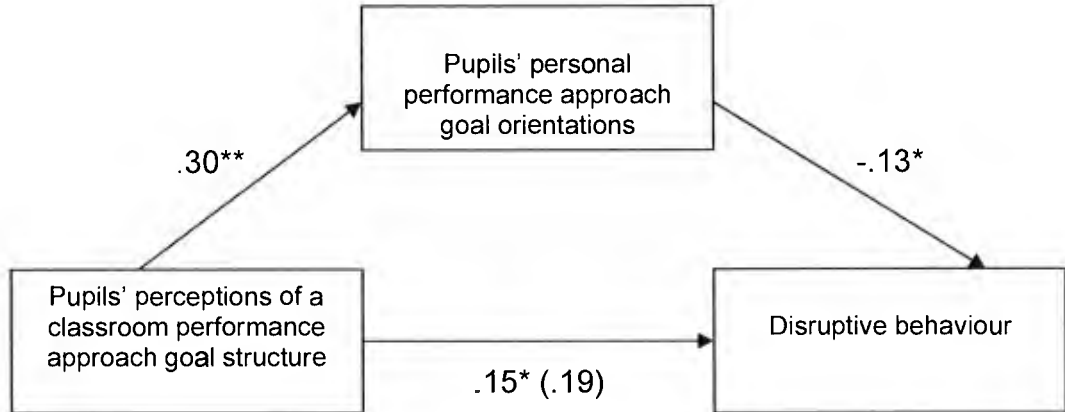 Pupils' personal
performance approach
goal orientations
.30**
-.13*
Pupils' perceptions of a
classroom performance
approach goal structure
Disruptive behaviour
.15* (.19)